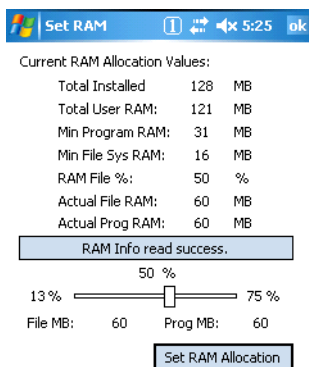 Set RAM 1 5:25 ok
Current RAM Allocation Values:
Total Installed 128 MB
Total User RAM: 121 MB
Min Program RAM: 31 MB
Min File Sys RAM: 16 MB
RAM File %: 50 %
Actual File RAM: 60 MB
Actual Prog RAM: 60 MB
RAM Info read success.
50 %
13 % 75 %
File MB: 60 Prog MB: 60
Set RAM Allocation